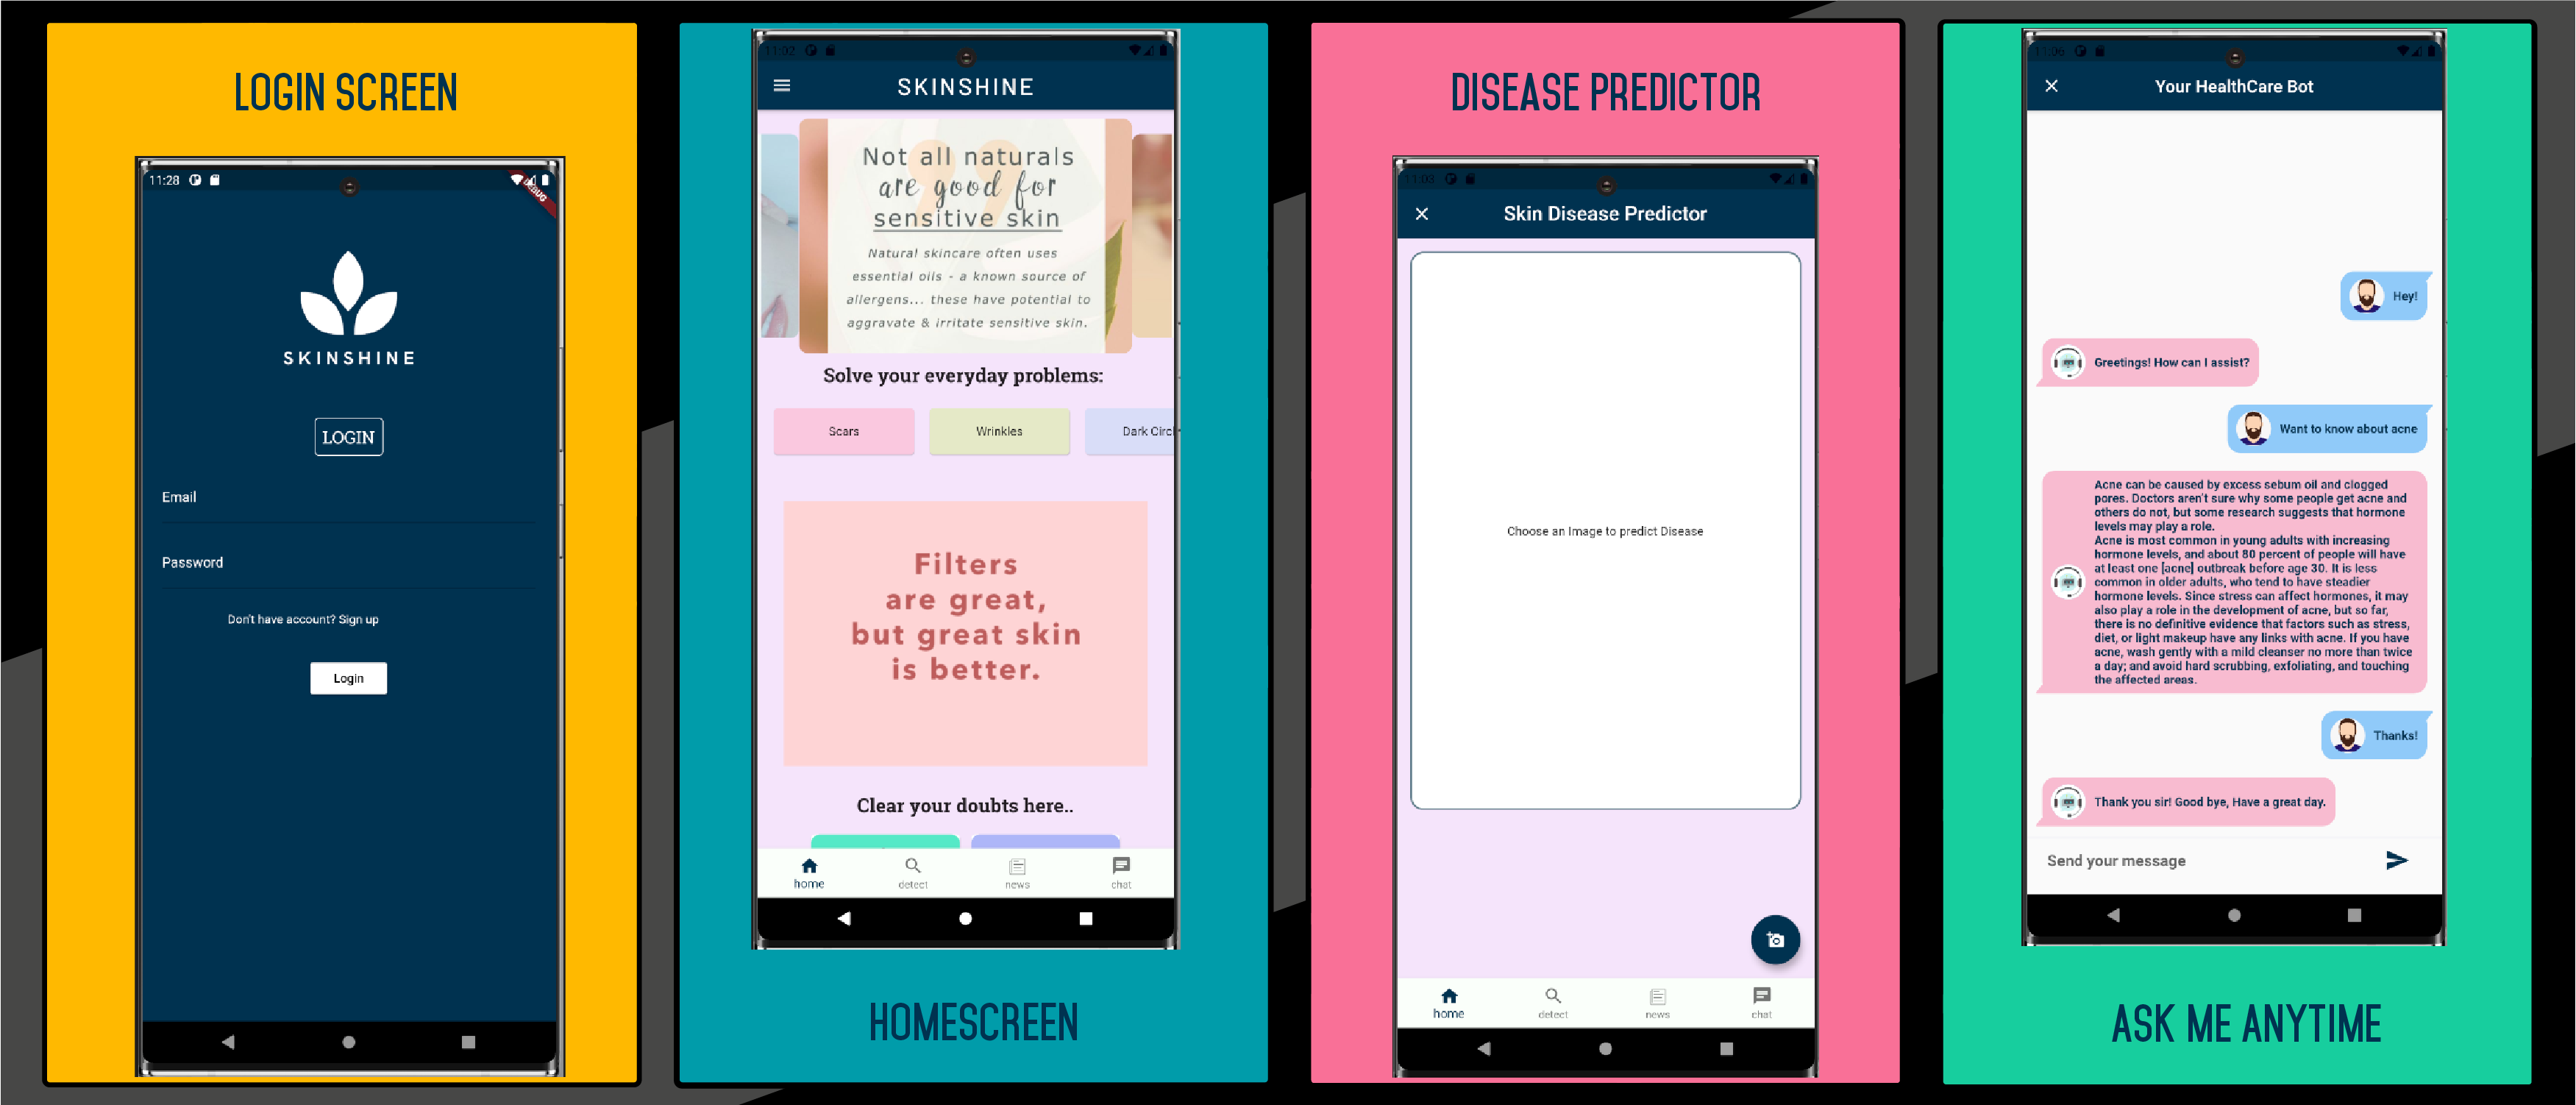 LOGIN SCREEN
11:28
DEBUG
SKINSHINE
LOGIN
Email
Password
Don't have account? Sign up
Login
11:02
SKINSHINE
Not all naturals
are good for
sensitive skin
Natural skincare often uses
essential oils - a known source of
allergens... these have potential to
aggravate & irritate sensitive skin.
Solve your everyday problems:
Scars
Wrinkles
Dark Circl
Filters
are great,
but great skin
is better.
Clear your doubts here..
home
detect
news
chat
HOMESCREEN
DISEASE PREDICTOR
11:03
Skin Disease Predictor
Choose an Image to predict Disease
home
detect
news
chat
11:06
Your HealthCare Bot
Hey!
Greetings! How can I assist?
Want to know about acne
Acne can be caused by excess sebum oil and clogged
pores. Doctors aren't sure why some people get acne and
others do not, but some research suggests that hormone
levels may play a role.
Acne is most common in young adults with increasing
hormone levels, and about 80 percent of people will have
at least one [acne] outbreak before age 30. It is less
common in older adults, who tend to have steadier
hormone levels. Since stress can affect hormones, it may
also play a role in the development of acne, but so far,
there is no definitive evidence that factors such as stress,
diet, or light makeup have any links with acne. If you have
acne, wash gently with a mild cleanser no more than twice
a day; and avoid hard scrubbing, exfoliating, and touching
the affected areas.
Thanks!
Thank you sir! Good bye, Have a great day.
Send your message
ASK ME ANYTIME